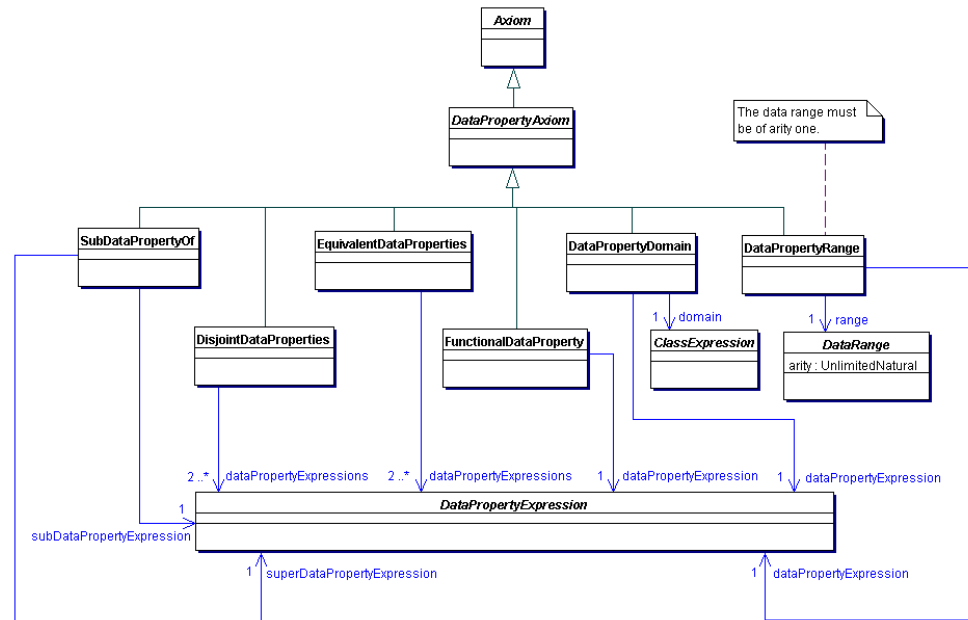 Axiom
DataPropertyAxiom
The data range must
be of arity one.
SubDataPropertyOf
EquivalentDataProperties
DataPropertyDomain
DataPropertyRange
1 domain
1 range
DisjointDataProperties
FunctionalDataProperty
ClassExpression
DataRange
arity : UnlimitedNatural
2 ..* dataPropertyExpressions
2 ..* dataPropertyExpressions
1 dataPropertyExpression
1 dataPropertyExpression
DataPropertyExpression
1
subDataPropertyExpression
1 superDataPropertyExpression
1 dataPropertyExpression